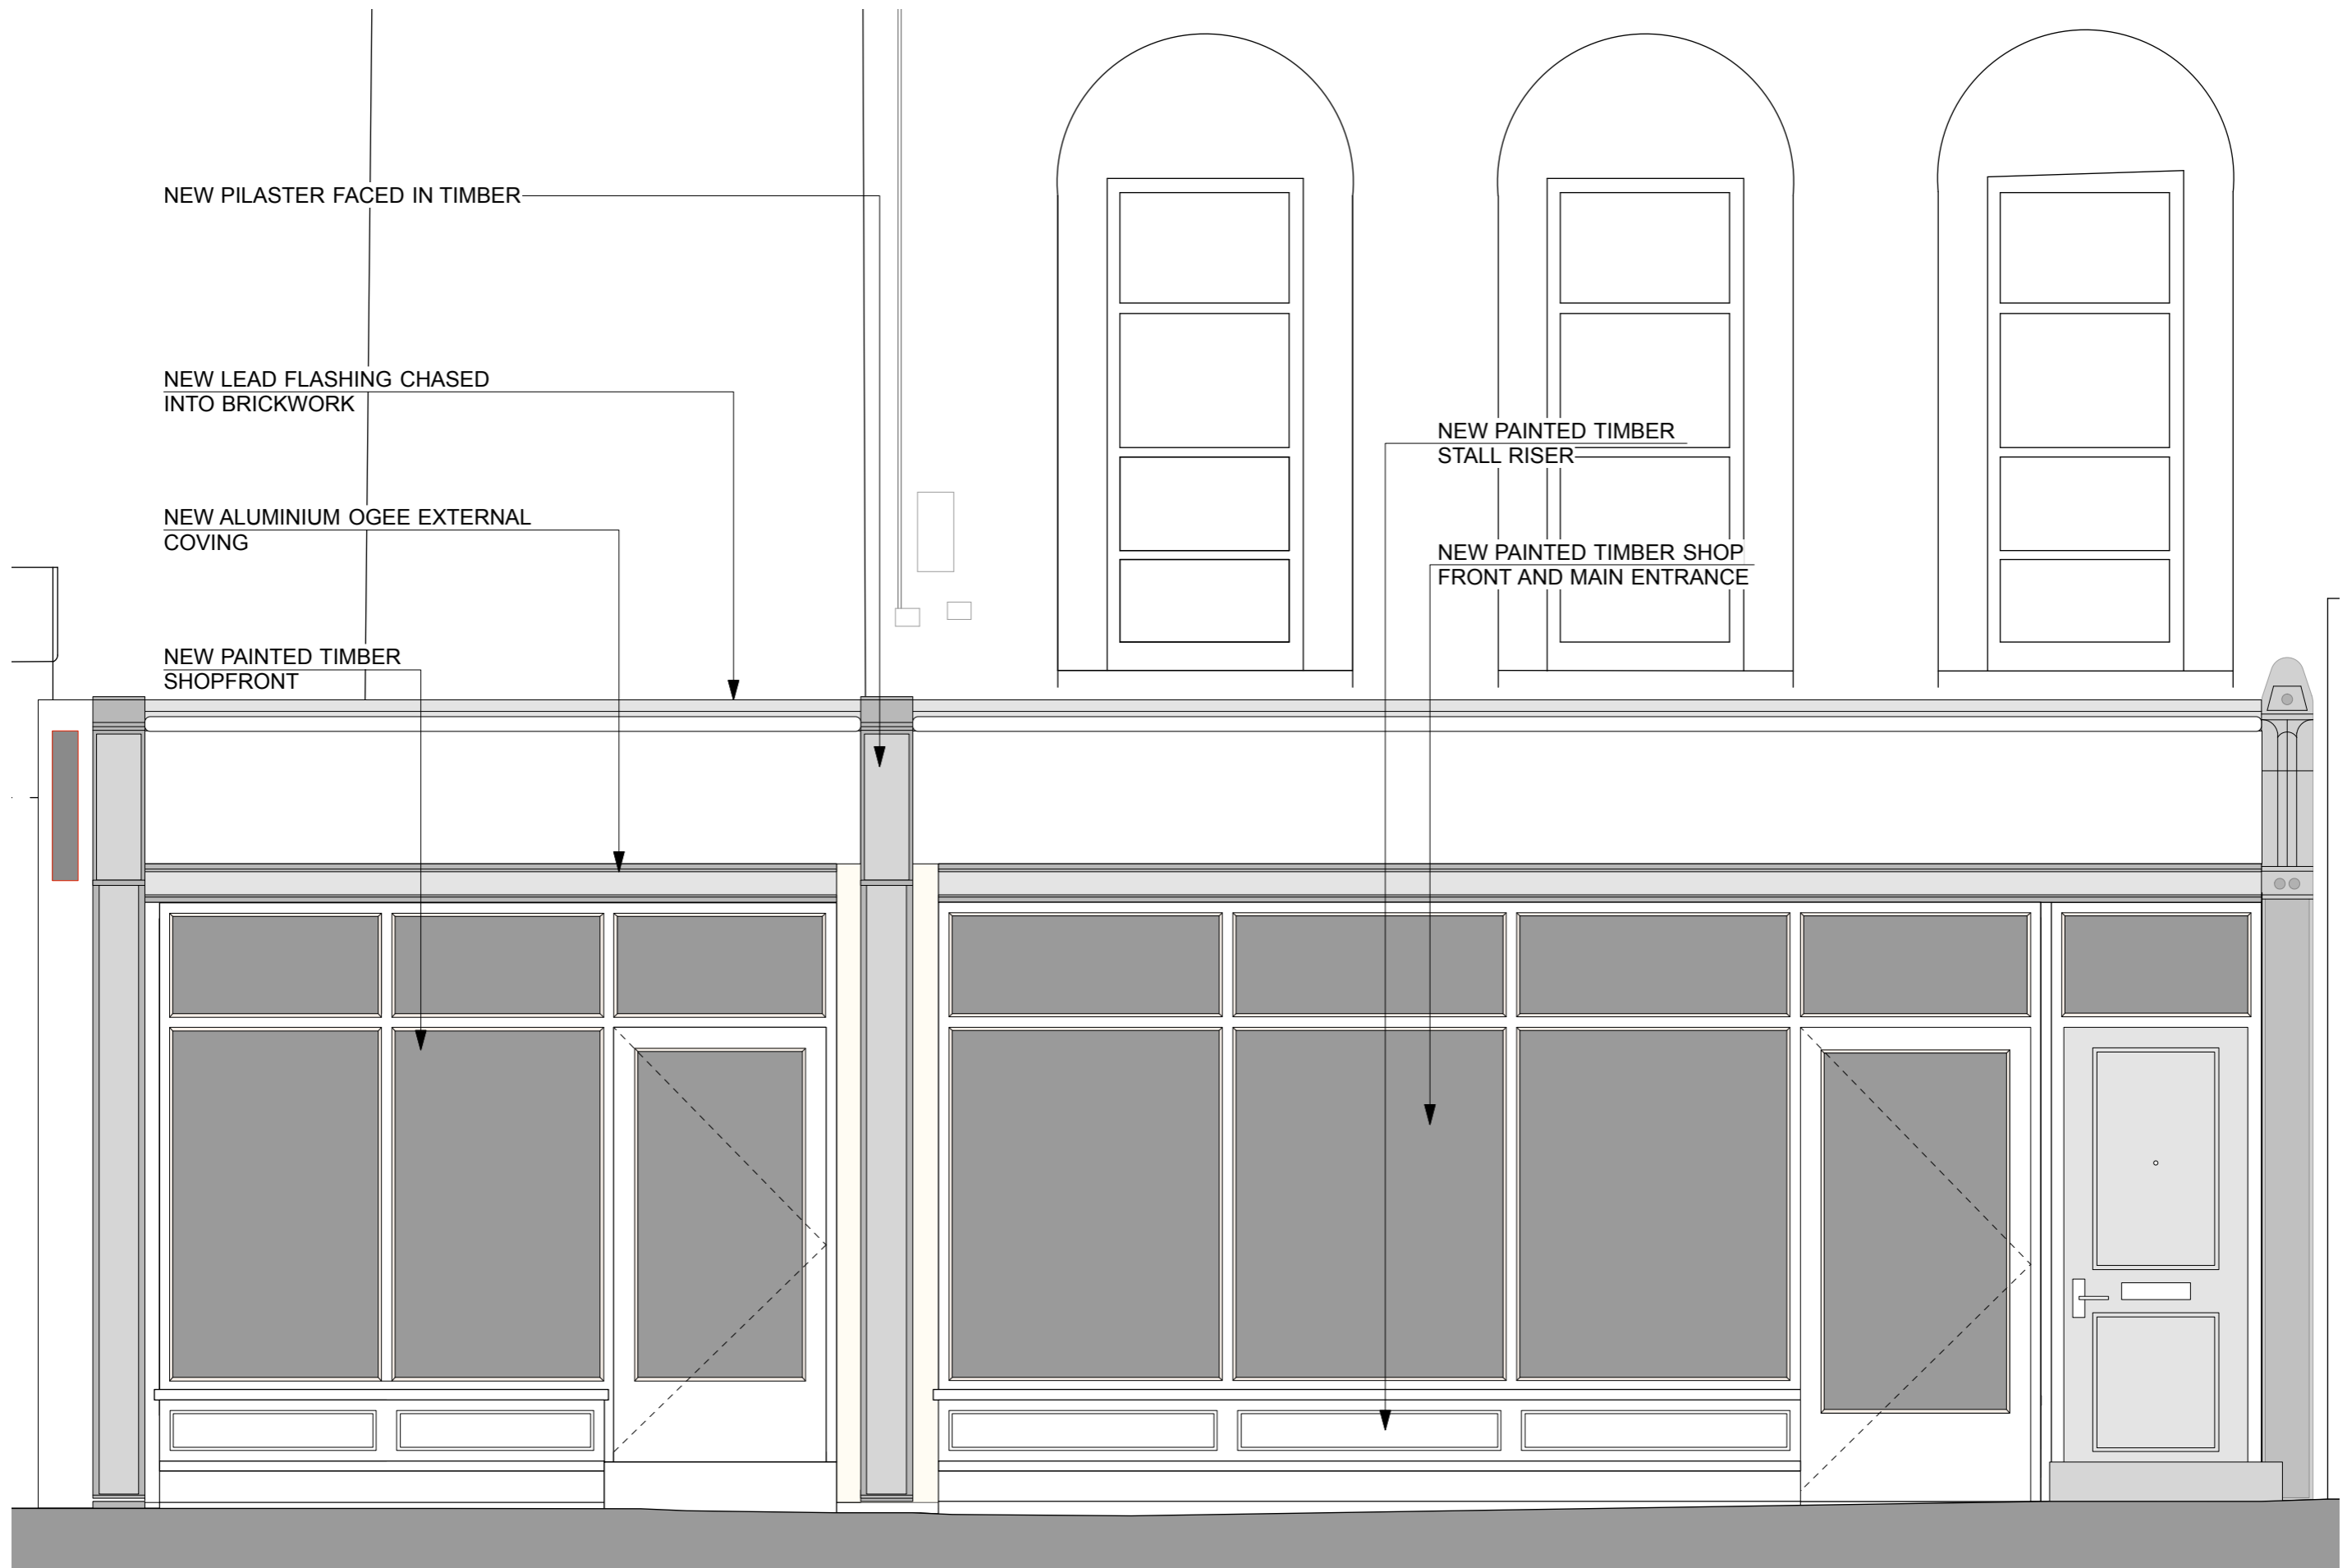 NEW PILASTER FACED IN TIMBER
NEW LEAD FLASHING CHASED
INTO BRICKWORK
NEW ALUMINIUM OGEE EXTERNAL
COVING
NEW PAINTED TIMBER
SHOPFRONT
NEW PAINTED TIMBER
STALL RISER
NEW PAINTED TIMBER SHOP
FRONT AND MAIN ENTRANCE